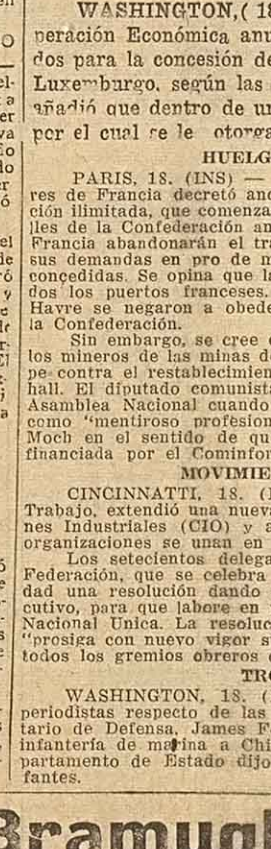 WASHINGTON, ( 18
peración Económica anu
dos para la concesión de
Luxemburgo, según las
añadió que dentro de un
por el cual se le otorga
HUELG
PARIS, 18. (INS) —
res de Francia decretó ano
ción ilimitada, que comenza
lles de la Confederación an
Francia abandonarán el tra
sus demandas en pro de m
concedidas. Se opina que la
dos los puertos franceses.
Havre se negaron a obede
la Confederación.
Sin embargo, se cree
los mineros de las minas de
pe contra el restablecimien
hall. El diputado comunista
Asamblea Nacional cuando
como "mentiroso profesion
Moch en el sentido de qu
financiada por el Cominfor
MOVIMIE
CINCINNATTI, 18. (I
Trabajo, extendió una nueva
nes Industriales (CIO) y a
organizaciones se unan en
Los setecientos delega
Federación, que se celebra
dad una resolución dando
cutivo, para que labore en
Nacional Unica. La resoluc
"prosiga con nuevo vigor s
todos los gremios obreros
TRO
WASHINGTON, 18. (
periodistas respecto de las
tario de Defensa, James F
infantería de marina a Chi
partamento de Estado dijo
fantes.
Bramugl